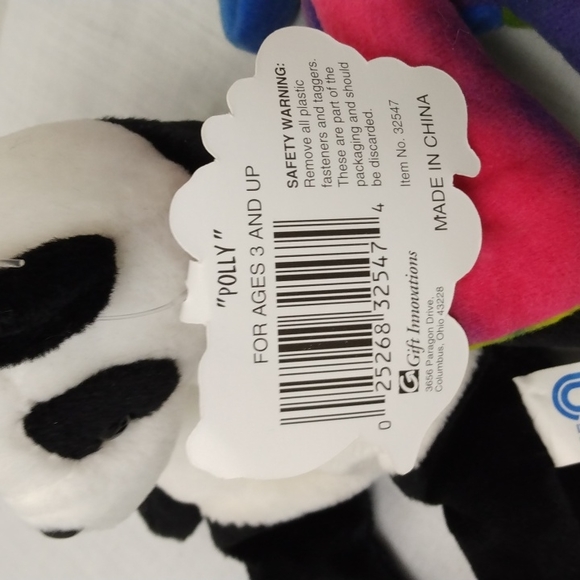 "POLLY"
FOR AGES 3 AND UP
SAFETY WARNING:
Remove all plastic
fasteners and taggers.
These are part of the
packaging and should
be discarded.
Item No. 32547
MADE IN CHINA
0 25268 32547 4
G Gift Innovations
3656 Paragon Drive,
Columbus, Ohio 43228